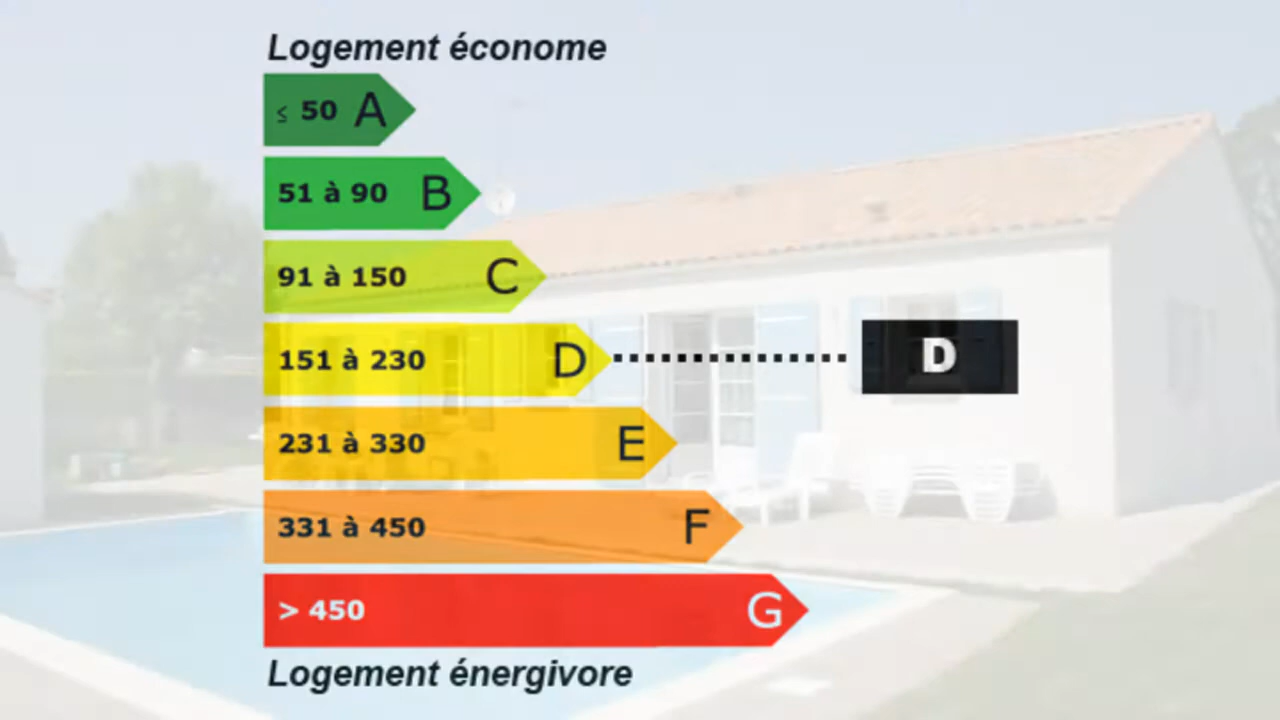 Logement économe
≤ 50 A
51 à 90 B
91 à 150 C
151 à 230 D D
231 à 330 E
331 à 450 F
> 450 G
Logement énergivore